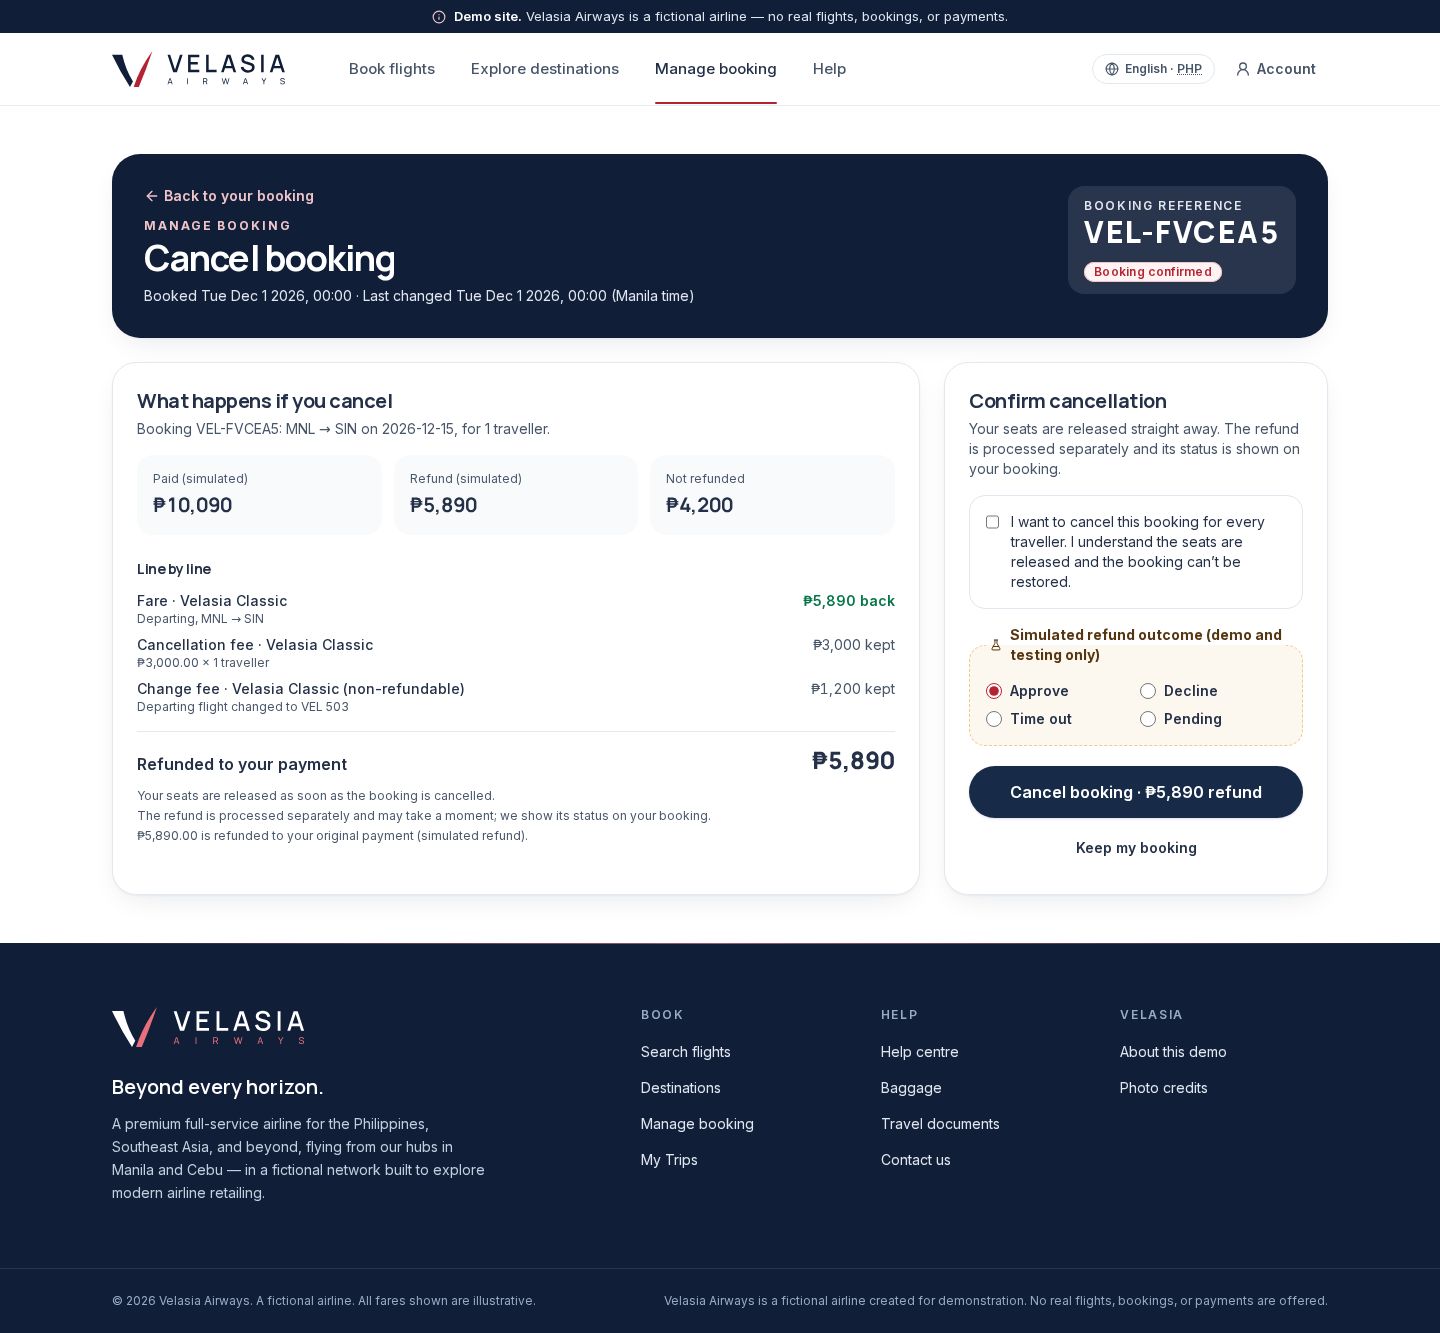 Demo site. Velasia Airways is a fictional airline — no real flights, bookings, or payments.
VELASIA
AIRWAYS
Book flights
Explore destinations
Manage booking
Help
English · PHP
Account
Back to your booking
MANAGE BOOKING
Cancel booking
Booked Tue Dec 1 2026, 00:00 · Last changed Tue Dec 1 2026, 00:00 (Manila time)
BOOKING REFERENCE
VEL-FVCEA5
Booking confirmed
What happens if you cancel
Booking VEL-FVCEA5: MNL → SIN on 2026-12-15, for 1 traveller.
Paid (simulated)
₱10,090
Refund (simulated)
₱5,890
Not refunded
₱4,200
Line by line
Fare · Velasia Classic
₱5,890 back
Departing, MNL → SIN
Cancellation fee · Velasia Classic
₱3,000 kept
₱3,000.00 × 1 traveller
Change fee · Velasia Classic (non-refundable)
₱1,200 kept
Departing flight changed to VEL 503
Refunded to your payment
₱5,890
Your seats are released as soon as the booking is cancelled.
The refund is processed separately and may take a moment; we show its status on your booking.
₱5,890.00 is refunded to your original payment (simulated refund).
Confirm cancellation
Your seats are released straight away. The refund
is processed separately and its status is shown on
your booking.
I want to cancel this booking for every
traveller. I understand the seats are
released and the booking can’t be
restored.
Simulated refund outcome (demo and
testing only)
Approve
Decline
Time out
Pending
Cancel booking · ₱5,890 refund
Keep my booking
VELASIA
AIRWAYS
Beyond every horizon.
A premium full-service airline for the Philippines,
Southeast Asia, and beyond, flying from our hubs in
Manila and Cebu — in a fictional network built to explore
modern airline retailing.
BOOK
Search flights
Destinations
Manage booking
My Trips
HELP
Help centre
Baggage
Travel documents
Contact us
VELASIA
About this demo
Photo credits
© 2026 Velasia Airways. A fictional airline. All fares shown are illustrative.
Velasia Airways is a fictional airline created for demonstration. No real flights, bookings, or payments are offered.